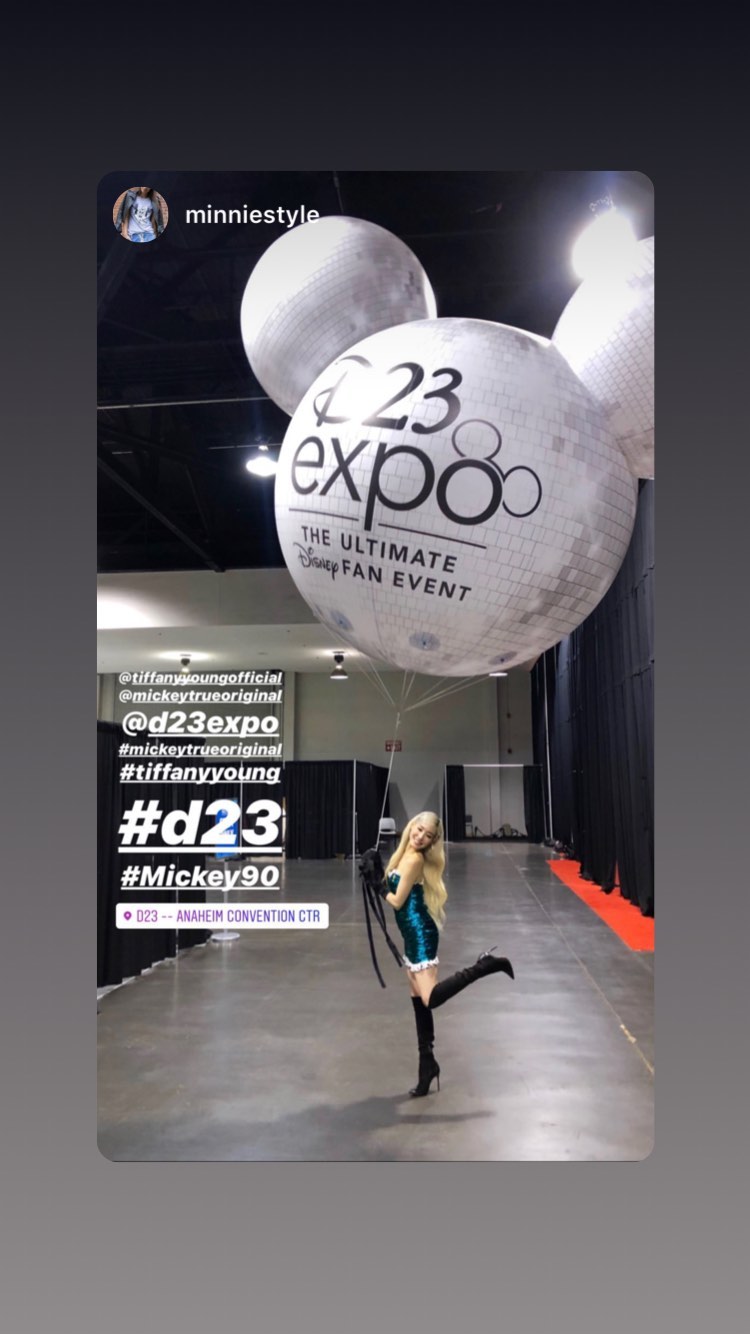 minniestyle
D23
expo
THE ULTIMATE
Disney FAN EVENT
@tiffanyyoungofficial
@mickeytrueoriginal
@d23expo
#mickeytrueoriginal
#tiffanyyoung
#d23
#Mickey90
D23 -- ANAHEIM CONVENTION CTR